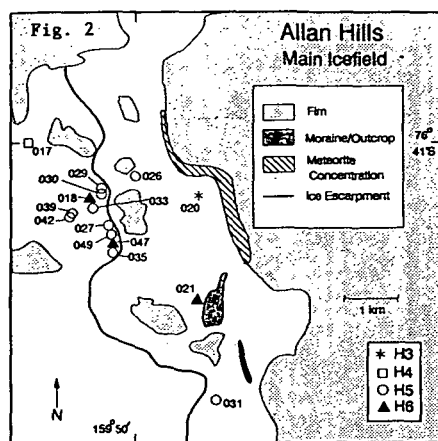 Fig. 2
Allan Hills
Main Icefield
Firn
Moraine/Outcrop
Meteorite
Concentration
Ice Escarpment
76°
41'S
017
029
030
018
026
033
020
039
042
027
049
047
035
021
1 km
H3
H4
H5
H6
N
031
159°50'